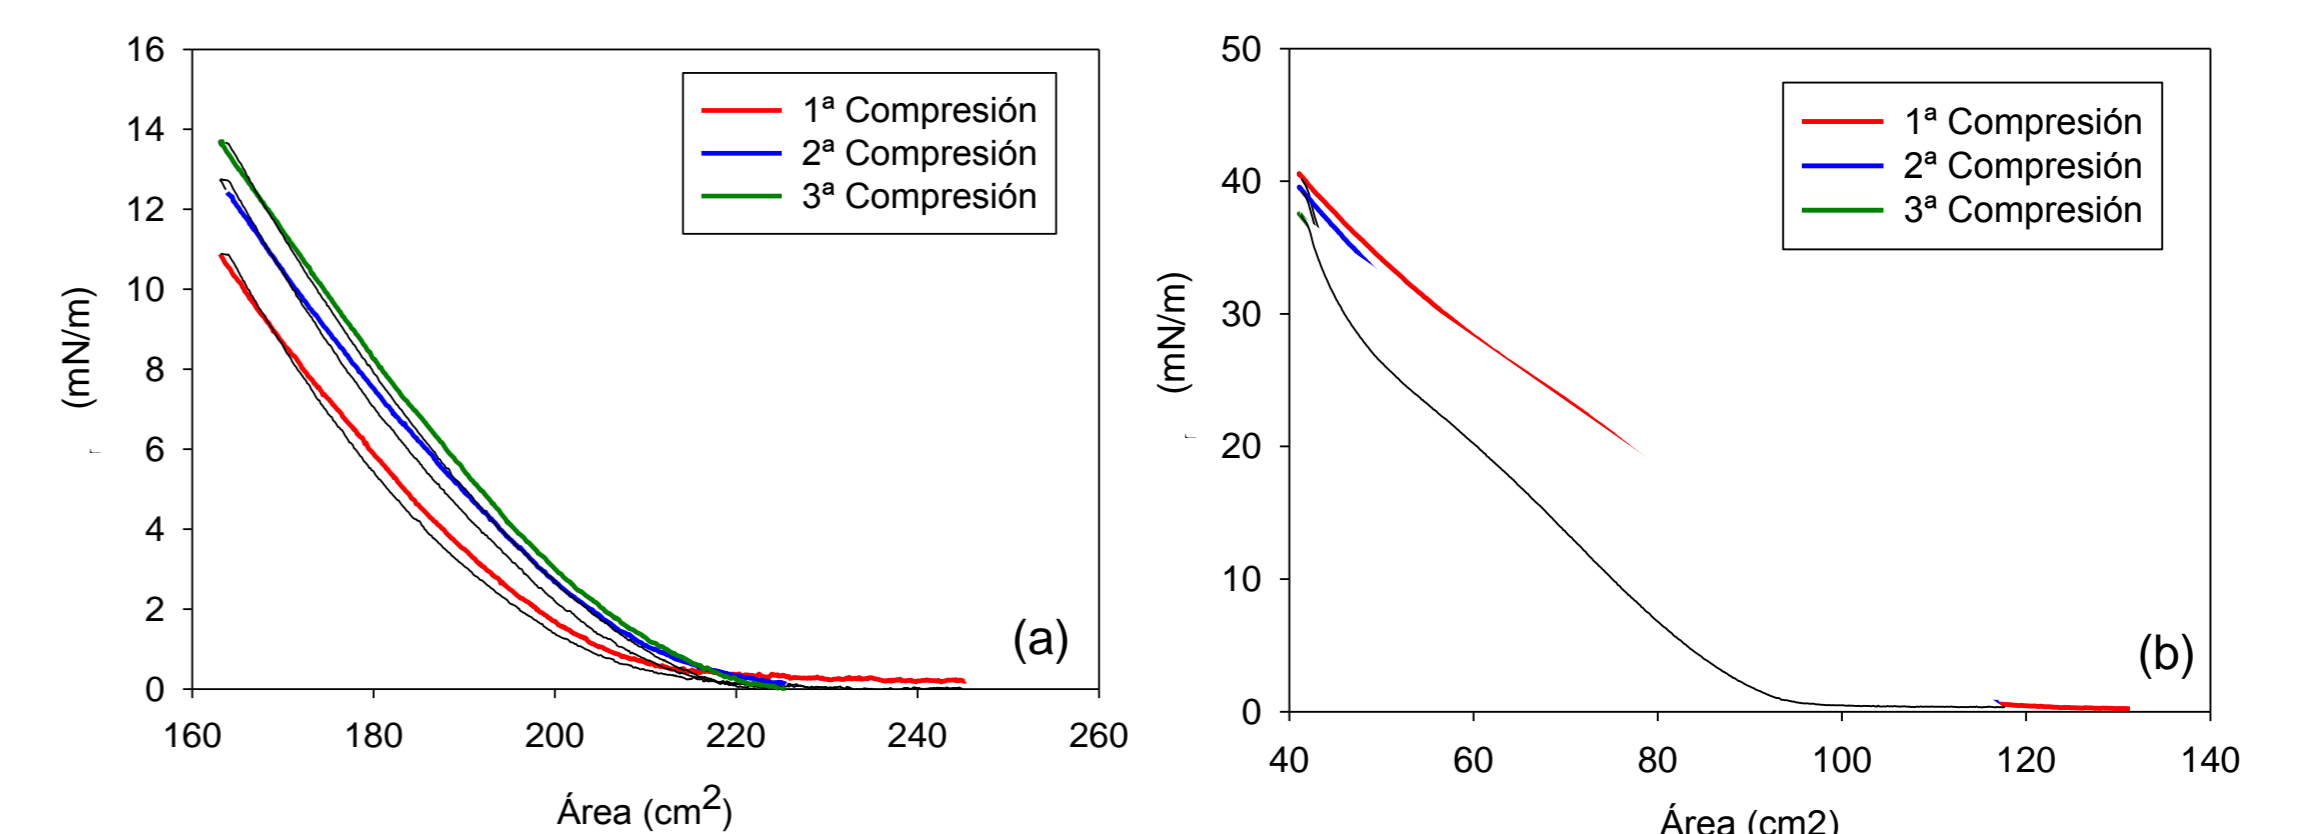 16
14
12
10
8
6
4
2
0
160 180 200 220 240 260
(mN/m)
Área (cm2)
1ª Compresión
2ª Compresión
3ª Compresión
(a)
50
40
30
20
10
0
40 60 80 100 120 140
(mN/m)
Área (cm2)
1ª Compresión
2ª Compresión
3ª Compresión
(b)